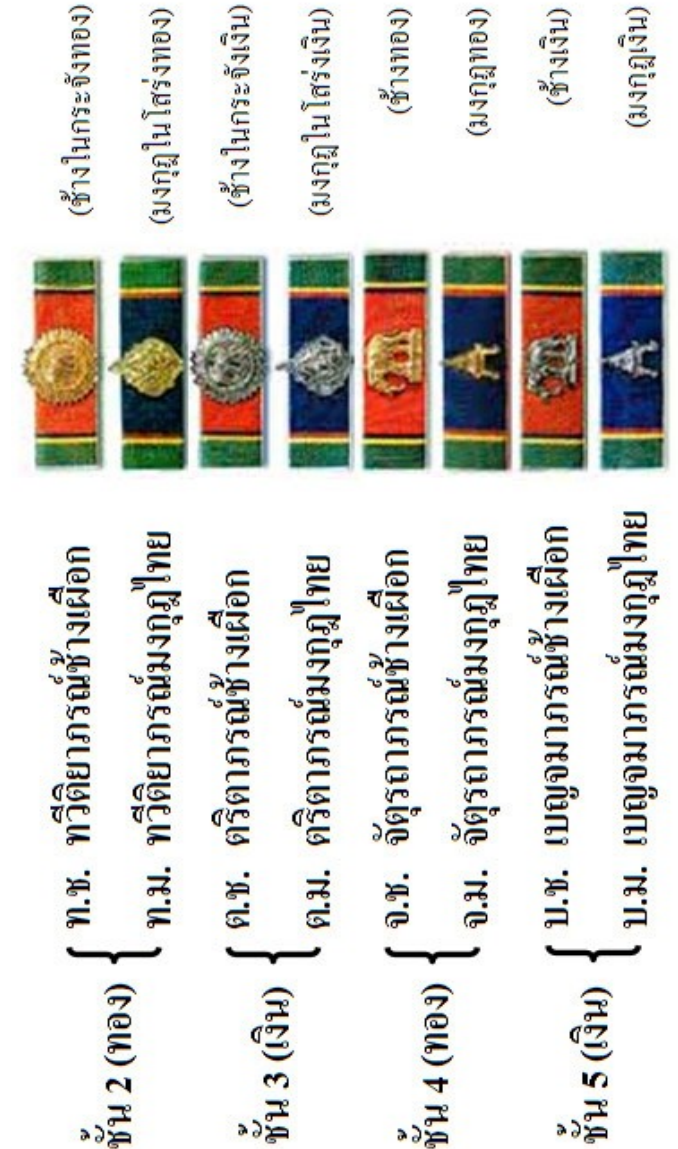 ชั้น 2 (ทอง)
ท.ช. ทวีติยาภรณ์ช้างเผือก (ช้างในกระจังทอง)
ท.ม. ทวีติยาภรณ์มงกุฎไทย (มงกุฎในโสร่งทอง)
ชั้น 3 (เงิน)
ต.ช. ตริตาภรณ์ช้างเผือก (ช้างในกระจังเงิน)
ต.ม. ตริตาภรณ์มงกุฎไทย (มงกุฎในโสร่งเงิน)
ชั้น 4 (ทอง)
จ.ช. จัตุรถาภรณ์ช้างเผือก (ช้างทอง)
จ.ม. จัตุรถาภรณ์มงกุฎไทย (มงกุฎทอง)
ชั้น 5 (เงิน)
บ.ช. เบญจมาภรณ์ช้างเผือก (ช้างเงิน)
บ.ม. เบญจมาภรณ์มงกุฎไทย (มงกุฎเงิน)